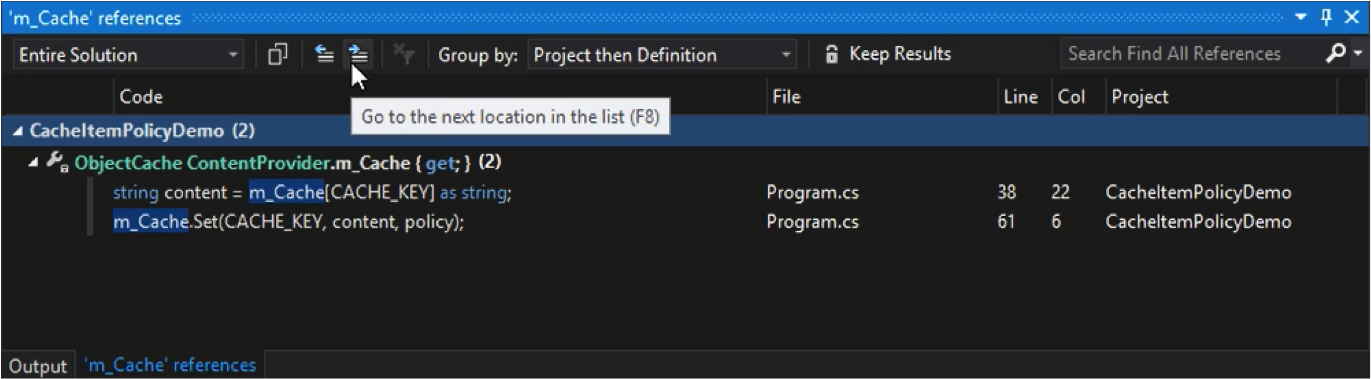 'm_Cache' references
Entire Solution Group by: Project then Definition Keep Results Search Find All References
Code File Line Col Project
Go to the next location in the list (F8)
CacheItemPolicyDemo (2)
ObjectCache ContentProvider.m_Cache { get; } (2)
string content = m_Cache[CACHE_KEY] as string; Program.cs 38 22 CacheItemPolicyDemo
m_Cache.Set(CACHE_KEY, content, policy); Program.cs 61 6 CacheItemPolicyDemo
Output 'm_Cache' references